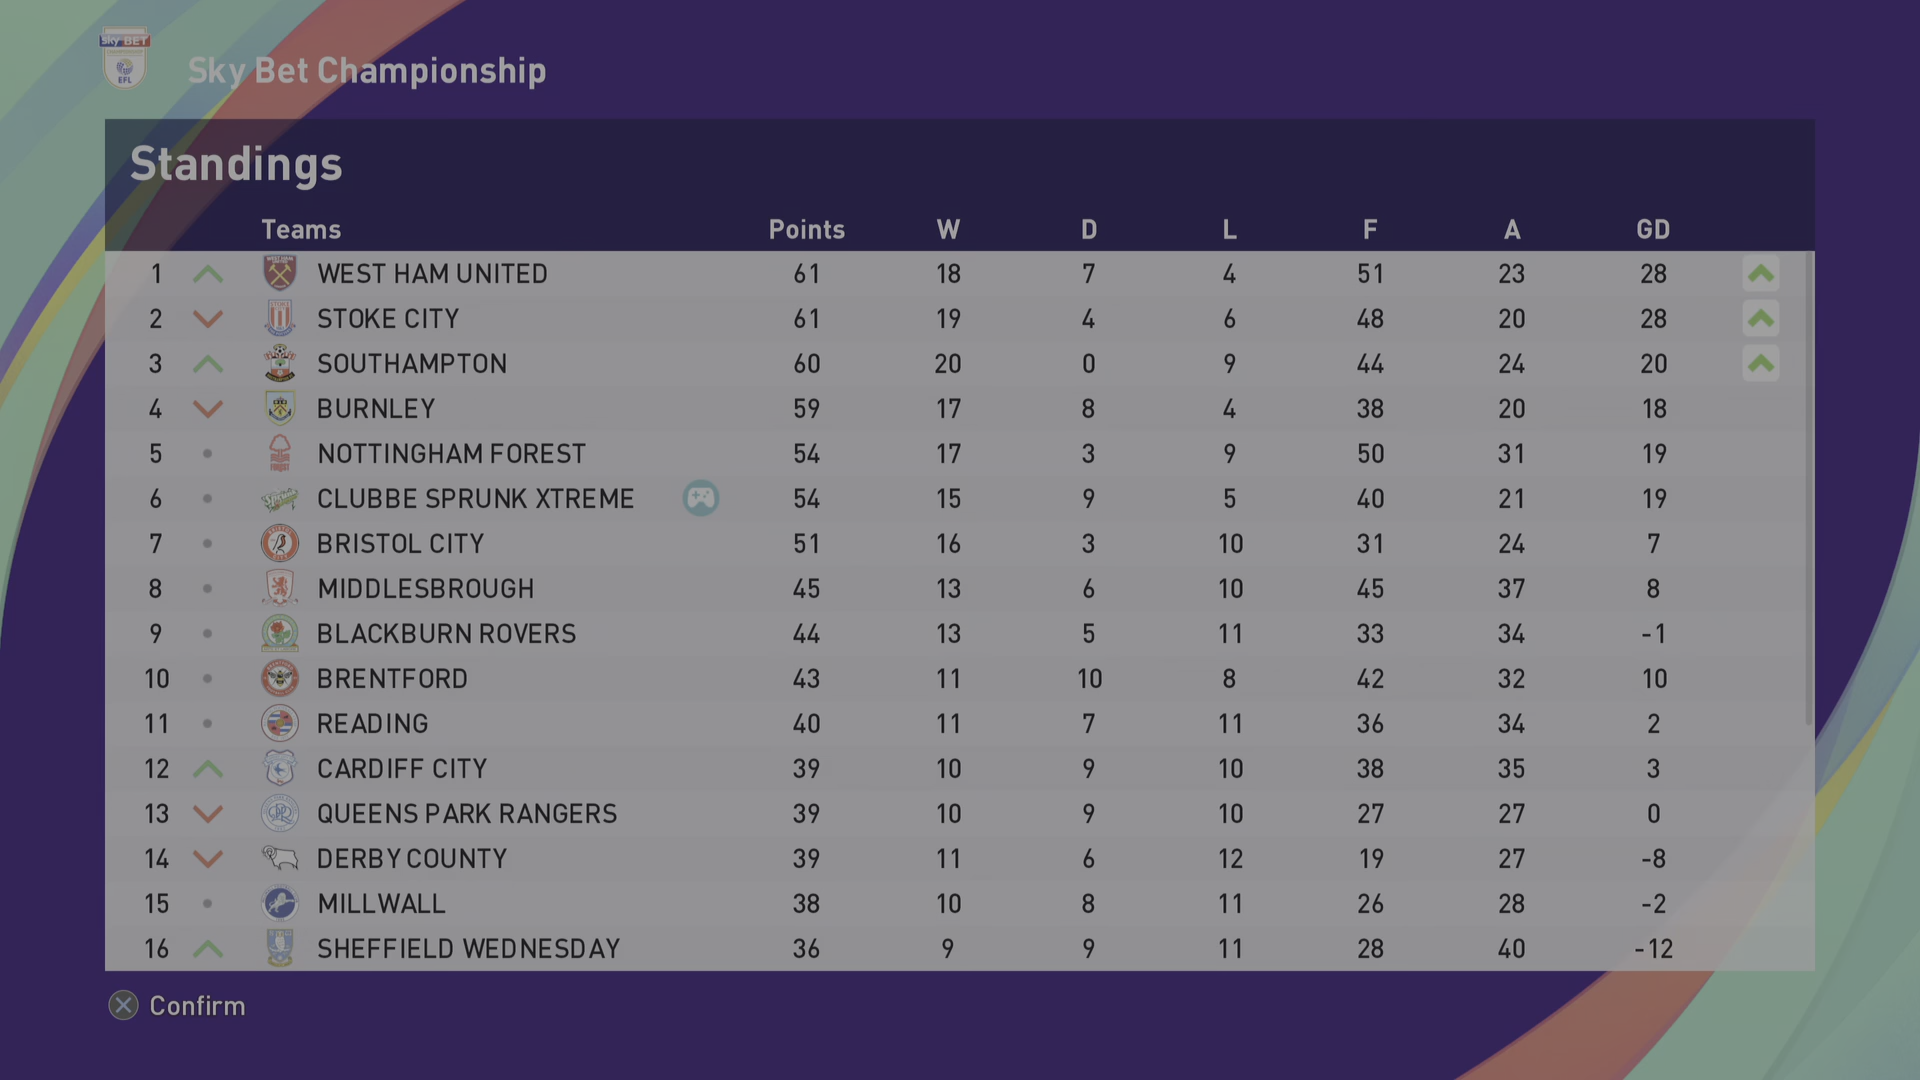 Sky BET
EFL
Sky Bet Championship
Standings
Teams Points W D L F A GD
1 WEST HAM UNITED 61 18 7 4 51 23 28
2 STOKE CITY 61 19 4 6 48 20 28
3 SOUTHAMPTON 60 20 0 9 44 24 20
4 BURNLEY 59 17 8 4 38 20 18
5 NOTTINGHAM FOREST 54 17 3 9 50 31 19
6 CLUBBE SPRUNK XTREME 54 15 9 5 40 21 19
7 BRISTOL CITY 51 16 3 10 31 24 7
8 MIDDLESBROUGH 45 13 6 10 45 37 8
9 BLACKBURN ROVERS 44 13 5 11 33 34 -1
10 BRENTFORD 43 11 10 8 42 32 10
11 READING 40 11 7 11 36 34 2
12 CARDIFF CITY 39 10 9 10 38 35 3
13 QUEENS PARK RANGERS 39 10 9 10 27 27 0
14 DERBY COUNTY 39 11 6 12 19 27 -8
15 MILLWALL 38 10 8 11 26 28 -2
16 SHEFFIELD WEDNESDAY 36 9 9 11 28 40 -12
Confirm